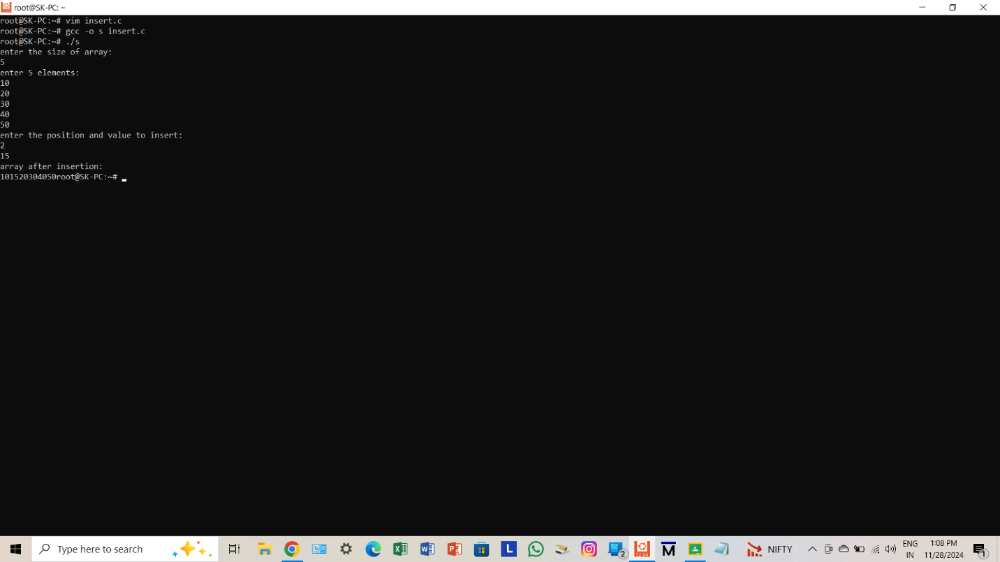 root@SK-PC: ~
root@SK-PC:~# vim insert.c
root@SK-PC:~# gcc -o s insert.c
root@SK-PC:~# ./s
enter the size of array:
5
enter 5 elements:
10
20
30
40
50
enter the position and value to insert:
2
15
array after insertion:
101520304050root@SK-PC:~#
Type here to search
L
2
22.04
M
NIFTY
ENG
IN
1:08 PM
11/28/2024
1